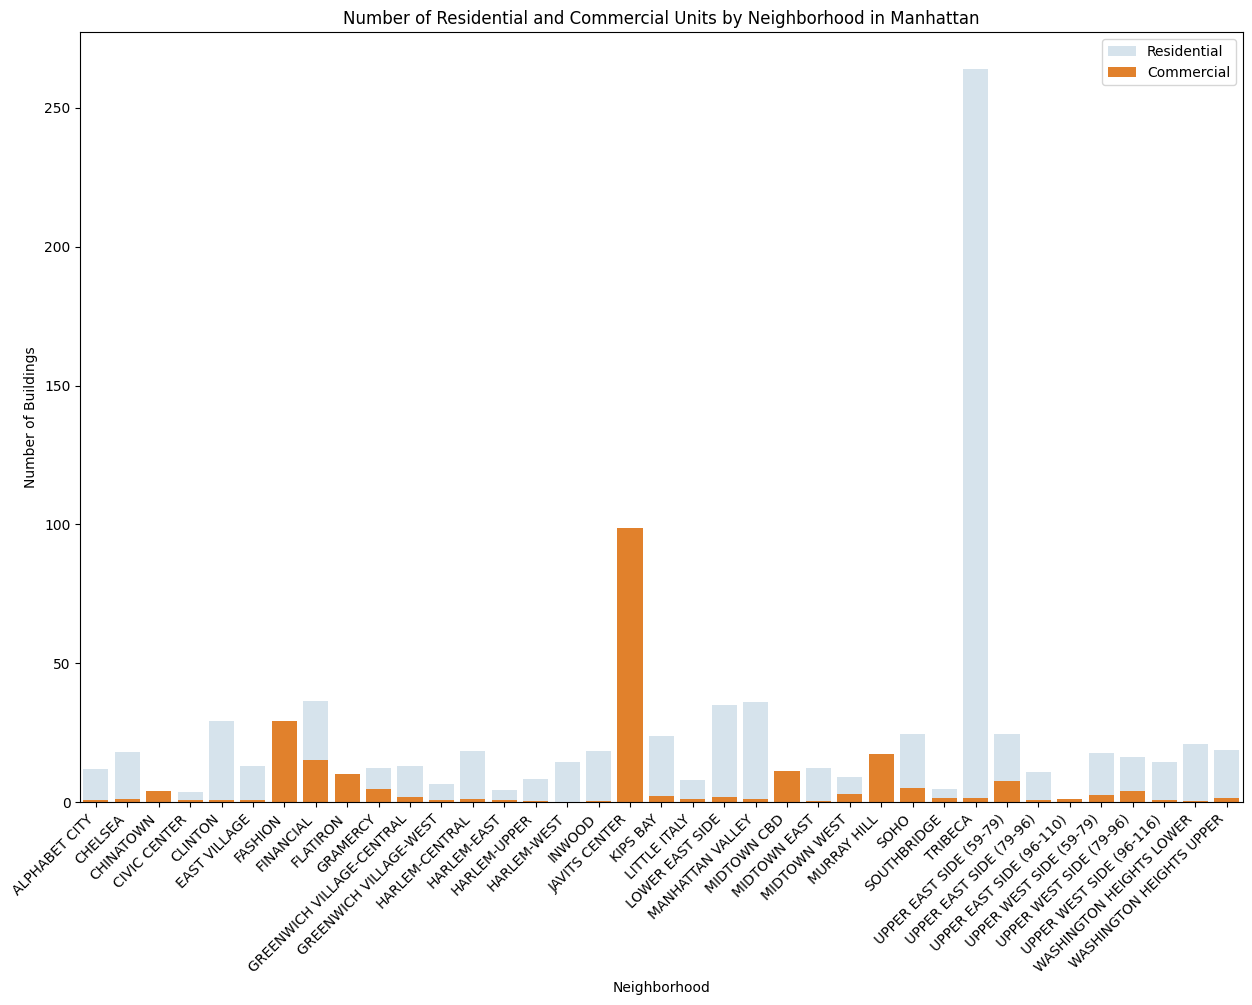 Number of Residential and Commercial Units by Neighborhood in Manhattan
Residential
Commercial
Number of Buildings
250
200
150
100
50
0
ALPHABET CITY
CHELSEA
CHINATOWN
CIVIC CENTER
CLINTON
EAST VILLAGE
FASHION
FINANCIAL
FLATIRON
GRAMERCY
GREENWICH VILLAGE-CENTRAL
GREENWICH VILLAGE-WEST
HARLEM-CENTRAL
HARLEM-EAST
HARLEM-UPPER
HARLEM-WEST
INWOOD
JAVITS CENTER
KIPS BAY
LITTLE ITALY
LOWER EAST SIDE
MANHATTAN VALLEY
MIDTOWN CBD
MIDTOWN EAST
MIDTOWN WEST
MURRAY HILL
SOHO
SOUTHBRIDGE
TRIBECA
UPPER EAST SIDE (59-79)
UPPER EAST SIDE (79-96)
UPPER EAST SIDE (96-110)
UPPER WEST SIDE (59-79)
UPPER WEST SIDE (79-96)
UPPER WEST SIDE (96-116)
WASHINGTON HEIGHTS LOWER
WASHINGTON HEIGHTS UPPER
Neighborhood